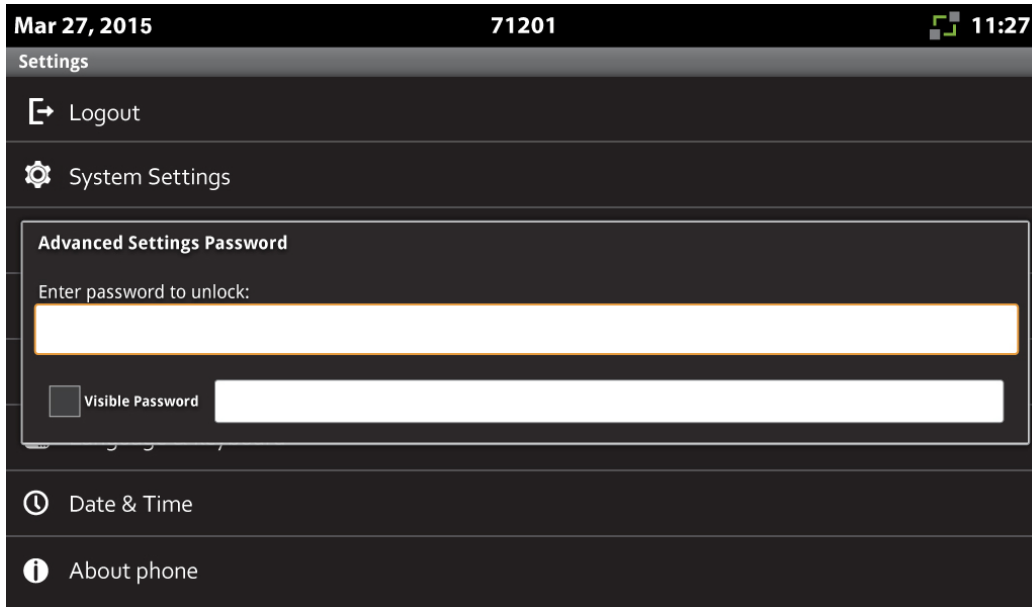 Mar 27, 2015 71201 11:27
Settings
Logout
System Settings
Advanced Settings Password
Enter password to unlock:
Visible Password
Date & Time
About phone